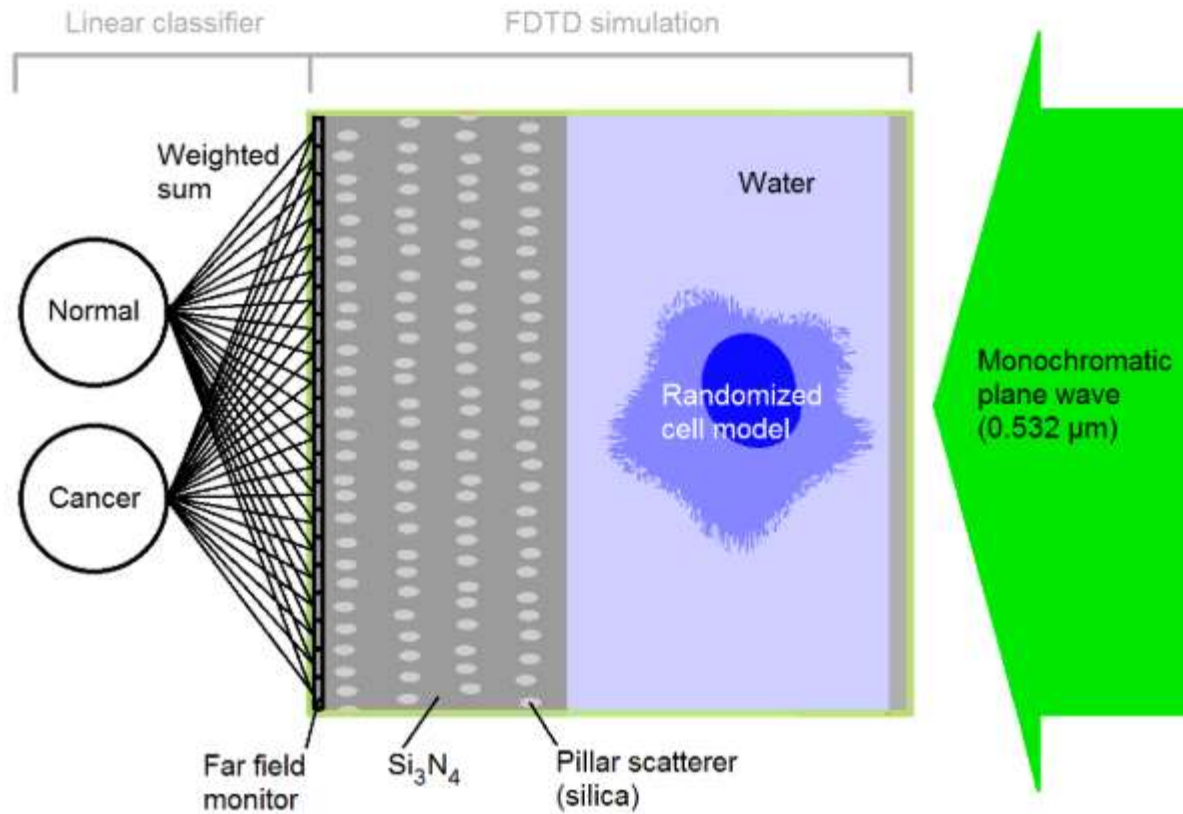 Linear classifier
FDTD simulation
Weighted
sum
Water
Normal
Cancer
Randomized
cell model
Monochromatic
plane wave
(0.532 µm)
Far field
monitor
Si₃N₄
Pillar scatterer
(silica)